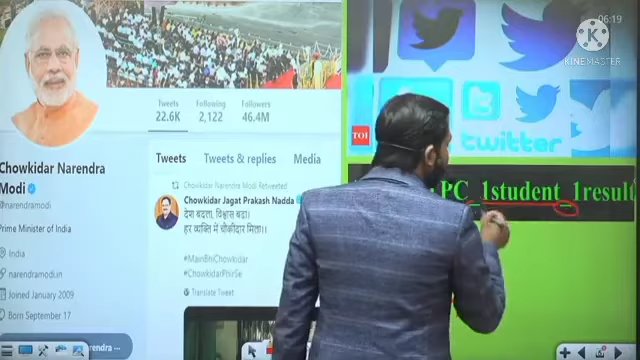 06:19
KINEMASTER
Tweets Following Followers
22.6K 2,122 46.4M
Tweets Tweets & replies Media
Chowkidar Narendra
Modi
@narendramodi
Prime Minister of India
India
narendramodi.in
Joined January 2009
Born September 17
Chowkidar Narendra Modi Retweeted
Chowkidar Jagat Prakash Nadda
देश बदला, विश्वास बढ़ा।
हर व्यक्ति में चौकीदार मिला।।
#MainBhiChowkidar
#ChowkidarPhirSe
Translate Tweet
TOI
twitter
PC_1student_1result